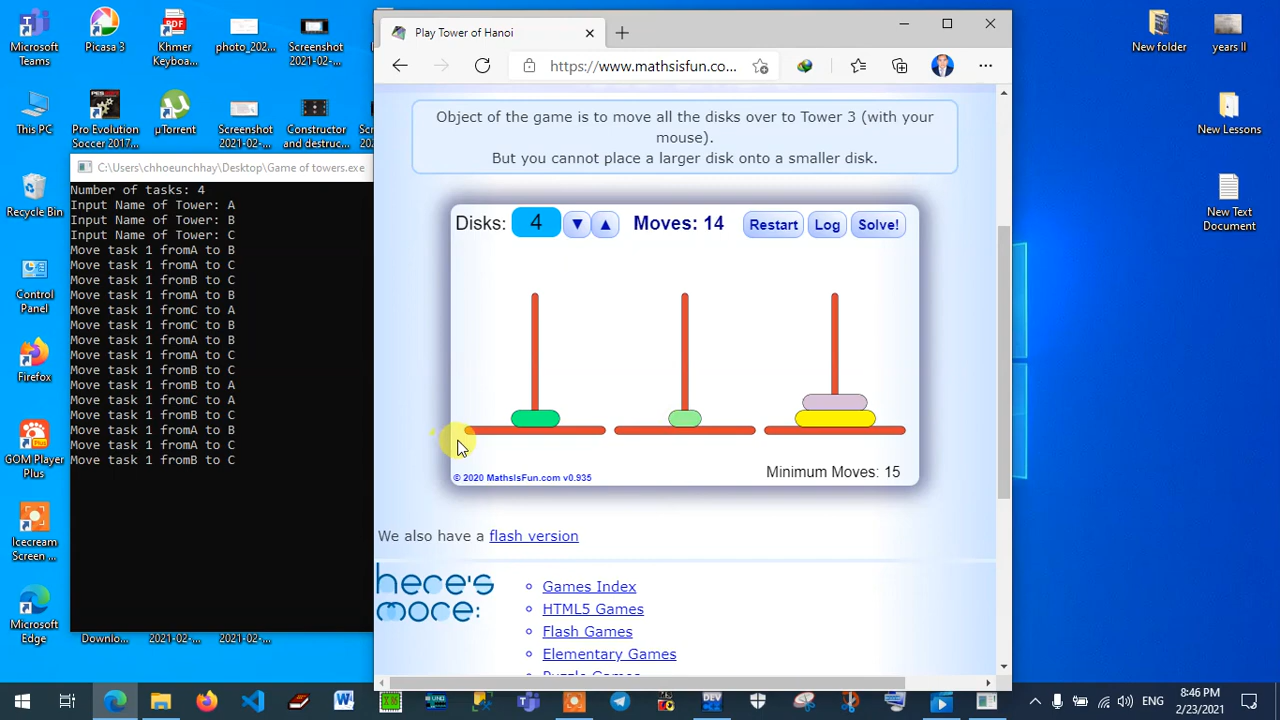 Microsoft Teams
Picasa 3
Khmer Keyboa...
photo_202...
Screenshot 2021-02-...
This PC
Pro Evolution Soccer 2017...
µTorrent
Screenshot 2021-02-...
Constructor and destruc...
Recycle Bin
Control Panel
Firefox
GOM Player Plus
Icecream Screen ...
Microsoft Edge
Downlo...
2021-02-...
2021-02-...
New folder
years II
New Lessons
New Text Document
C:\Users\chhoeunchhay\Desktop\Game of towers.exe
Number of tasks: 4
Input Name of Tower: A
Input Name of Tower: B
Input Name of Tower: C
Move task 1 fromA to B
Move task 1 fromA to C
Move task 1 fromB to C
Move task 1 fromA to B
Move task 1 fromC to A
Move task 1 fromC to B
Move task 1 fromA to B
Move task 1 fromA to C
Move task 1 fromB to C
Move task 1 fromB to A
Move task 1 fromC to A
Move task 1 fromB to C
Move task 1 fromA to B
Move task 1 fromA to C
Move task 1 fromB to C
Play Tower of Hanoi
https://www.mathsisfun.co...
Object of the game is to move all the disks over to Tower 3 (with your
mouse).
But you cannot place a larger disk onto a smaller disk.
Disks: 4 Moves: 14 Restart Log Solve!
© 2020 MathsIsFun.com v0.935
Minimum Moves: 15
We also have a flash version
here's
more:
Games Index
HTML5 Games
Flash Games
Elementary Games
ENG
8:46 PM
2/23/2021